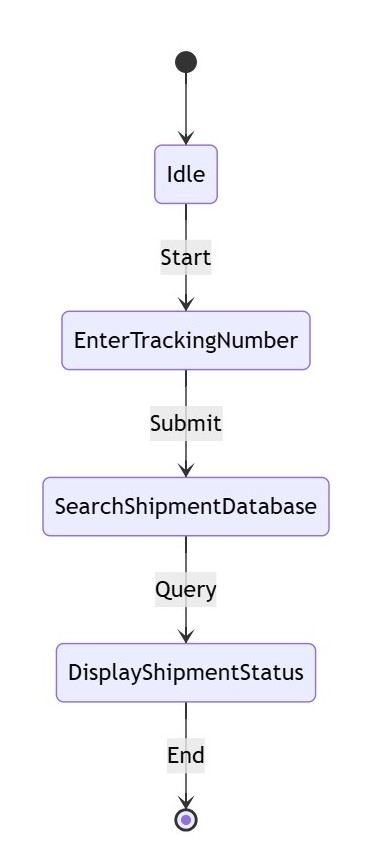 Idle
Start
EnterTrackingNumber
Submit
SearchShipmentDatabase
Query
DisplayShipmentStatus
End